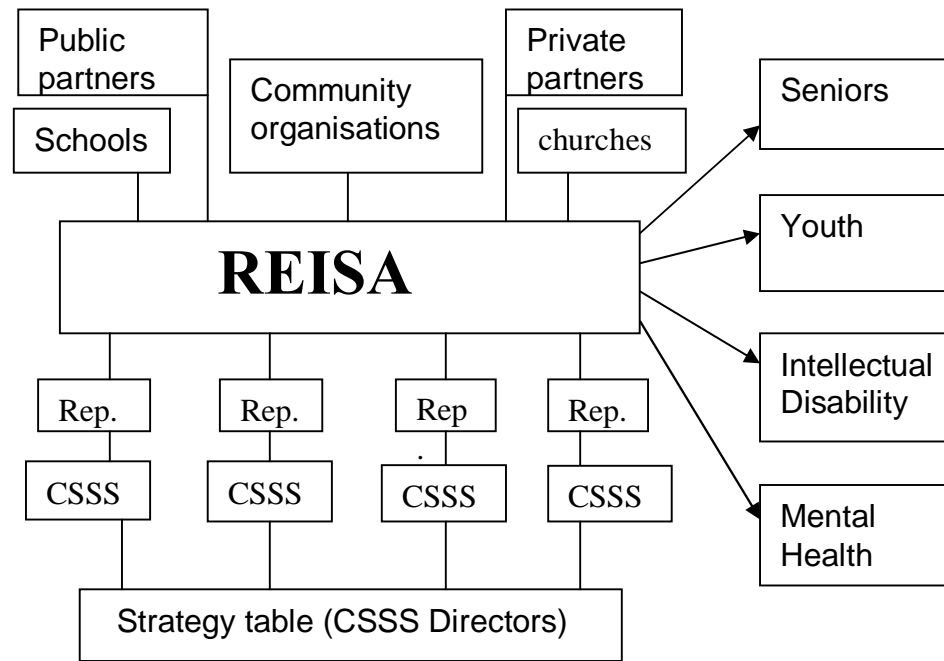 Public
partners
Private
partners
Community
organisations
Seniors
Schools
churches
Youth
REISA
Intellectual
Disability
Rep.
Rep.
Rep
.
Rep.
CSSS
CSSS
CSSS
CSSS
Mental
Health
Strategy table (CSSS Directors)